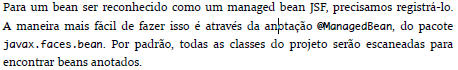 Para um bean ser reconhecido como um managed bean JSF, precisamos registrá-lo.
A maneira mais fácil de fazer isso é através da anotação @ManagedBean, do pacote
javax.faces.bean. Por padrão, todas as classes do projeto serão escaneadas para
encontrar beans anotados.